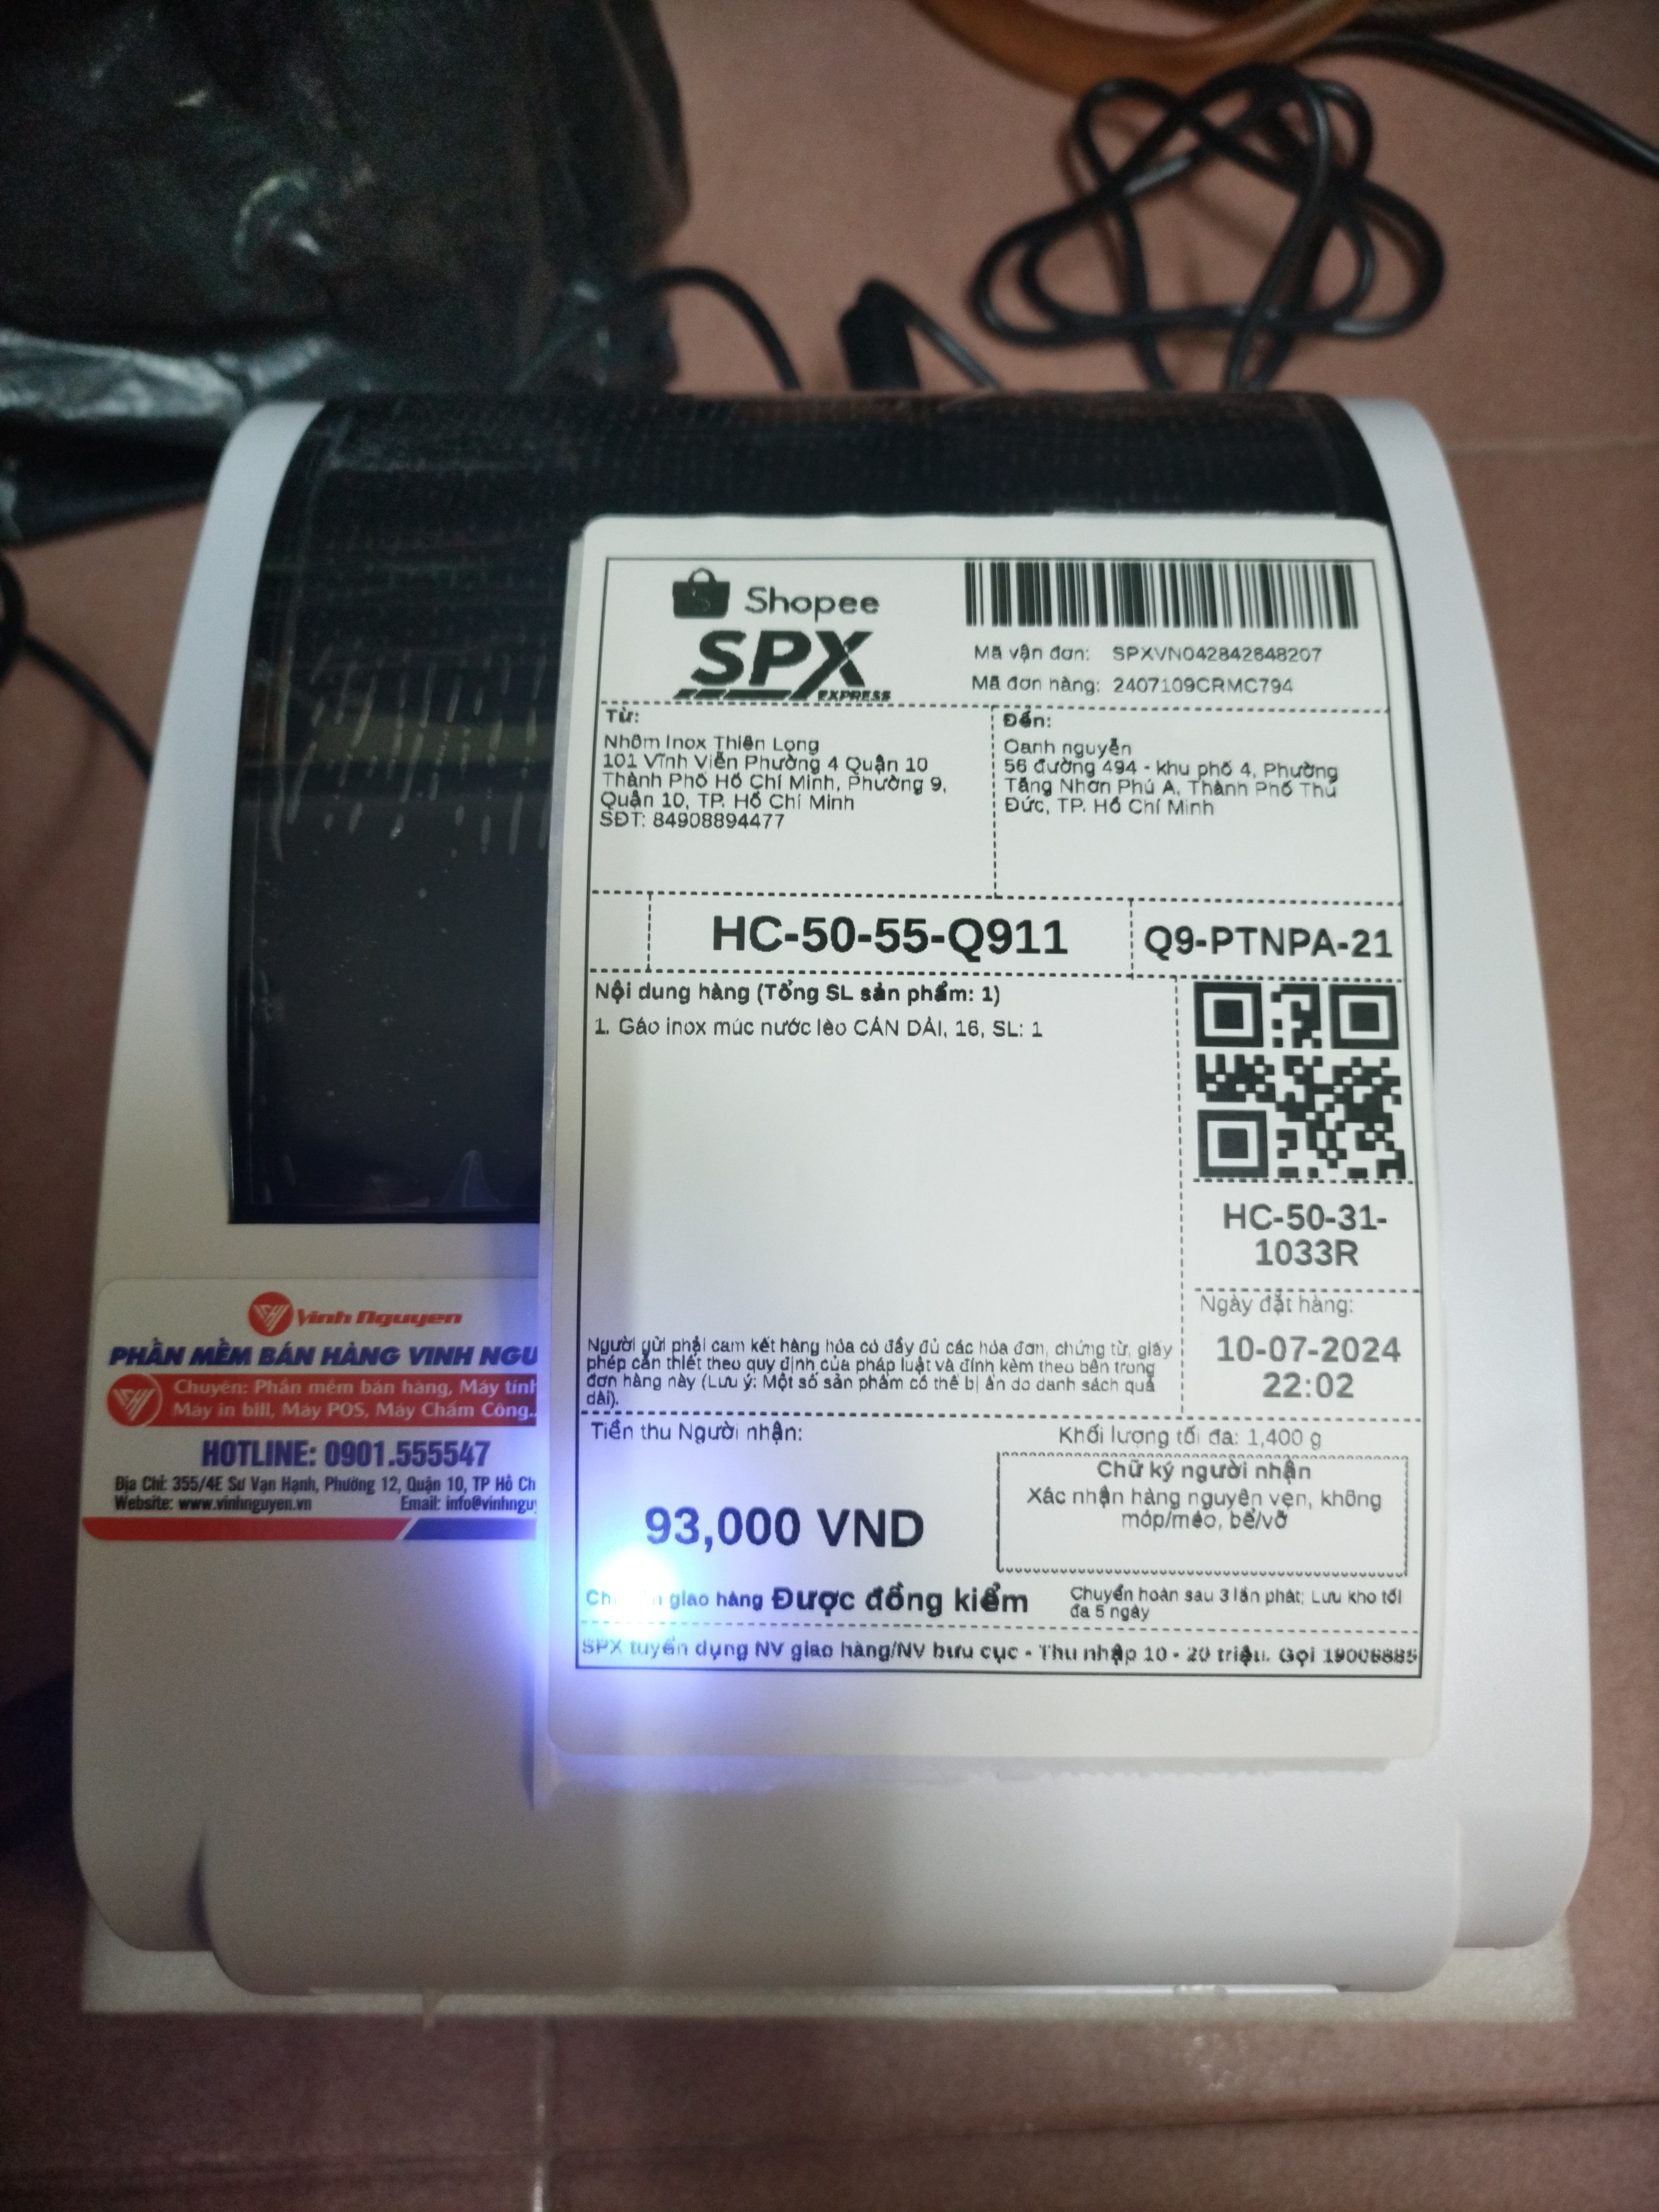 Shopee
SPX
EXPRESS
Mã vận đơn: SPXVN042842648207
Mã đơn hàng: 2407109CRMC794
Từ:
Nhôm Inox Thiên Long
101 Vĩnh Viễn Phường 4 Quận 10
Thành Phố Hồ Chí Minh, Phường 9,
Quận 10, TP. Hồ Chí Minh
SĐT: 84908894477
Đến:
Oanh nguyễn
56 đường 494 - khu phố 4, Phường
Tăng Nhơn Phú A, Thành Phố Thủ
Đức, TP. Hồ Chí Minh
HC-50-55-Q911
Q9-PTNPA-21
Nội dung hàng (Tổng SL sản phẩm: 1)
1. Gáo inox múc nước lèo CÁN DÀI, 16, SL: 1
HC-50-31-
1033R
Ngày đặt hàng:
10-07-2024
22:02
Người gửi phải cam kết hàng hóa có đầy đủ các hóa đơn, chứng từ, giấy
phép cần thiết theo quy định của pháp luật và đính kèm theo bên trong
đơn hàng này (Lưu ý: Một số sản phẩm có thể bị ẩn do danh sách quá
dài).
Tiền thu Người nhận:
93,000 VND
Khối lượng tối đa: 1,400 g
Chữ ký người nhận
Xác nhận hàng nguyên vẹn, không
móp/méo, bể/vỡ
giao hàng Được đồng kiểm
Chuyển hoàn sau 3 lần phát; Lưu kho tối
đa 5 ngày
SPX tuyển dụng NV giao hàng/NV bưu cục - Thu nhập 10 - 20 triệu. Gọi
Vinh Nguyen
PHẦN MỀM BÁN HÀNG VINH NGU
Chuyên: Phần mềm bán hàng, Máy tính
Máy in bill, Máy POS, Máy Chấm Công..
HOTLINE: 0901.555547
Địa Chỉ: 355/4E Sư Vạn Hạnh, Phường 12, Quận 10, TP Hồ Ch
Website: www.vinhnguyen.vn Email: info@vinhnguy